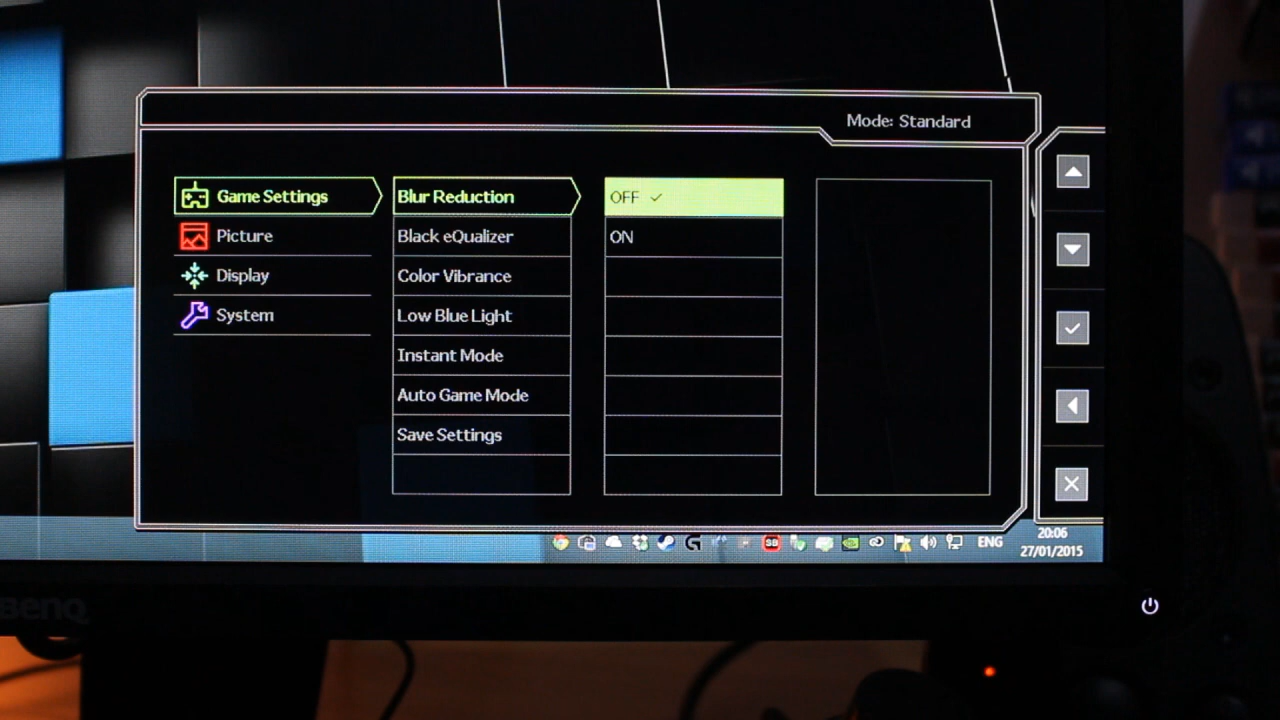 Mode: Standard
Game Settings
Picture
Display
System
Blur Reduction
Black eQualizer
Color Vibrance
Low Blue Light
Instant Mode
Auto Game Mode
Save Settings
OFF
ON
SB
ENG
20:06
27/01/2015
BenQ